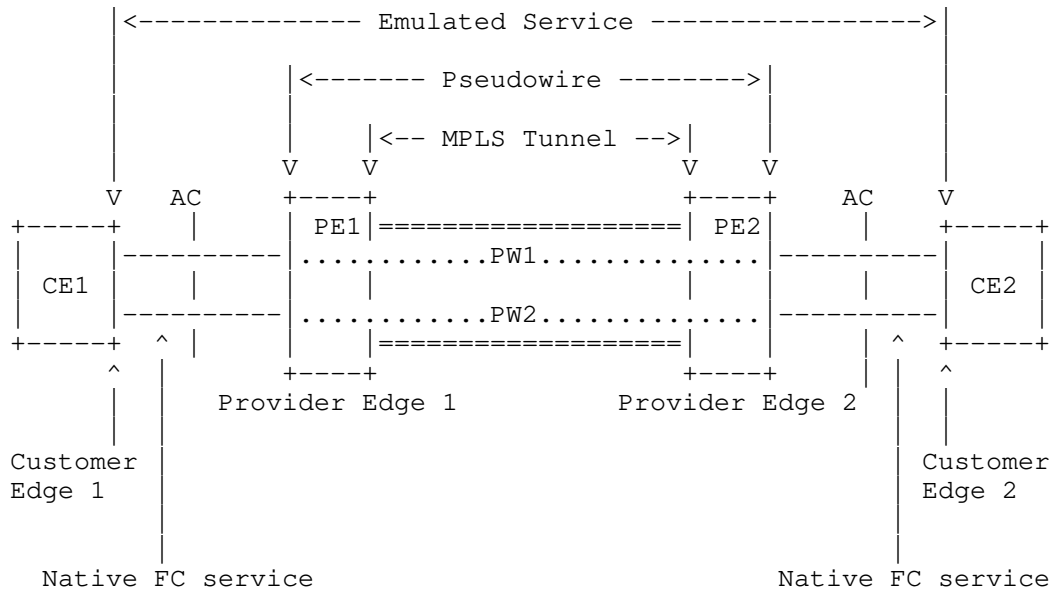 |<-------------- Emulated Service ---------------->|
|<------- Pseudowire -------->|
|<-- MPLS Tunnel -->|
V V V V
V AC +----+ +----+ AC V
+-----+ | | PE1|===================| PE2| | +-----+
| |----------|............PW1..............|----------| |
| CE1 | | | | | | | | CE2 |
| |----------|............PW2..............|----------| |
+-----+ ^ | | |===================| | | ^ +-----+
^ | +----+ +----+ | | ^
| | Provider Edge 1 Provider Edge 2 | |
| | | |
Customer | | Customer
Edge 1 | | Edge 2
Native FC service Native FC service